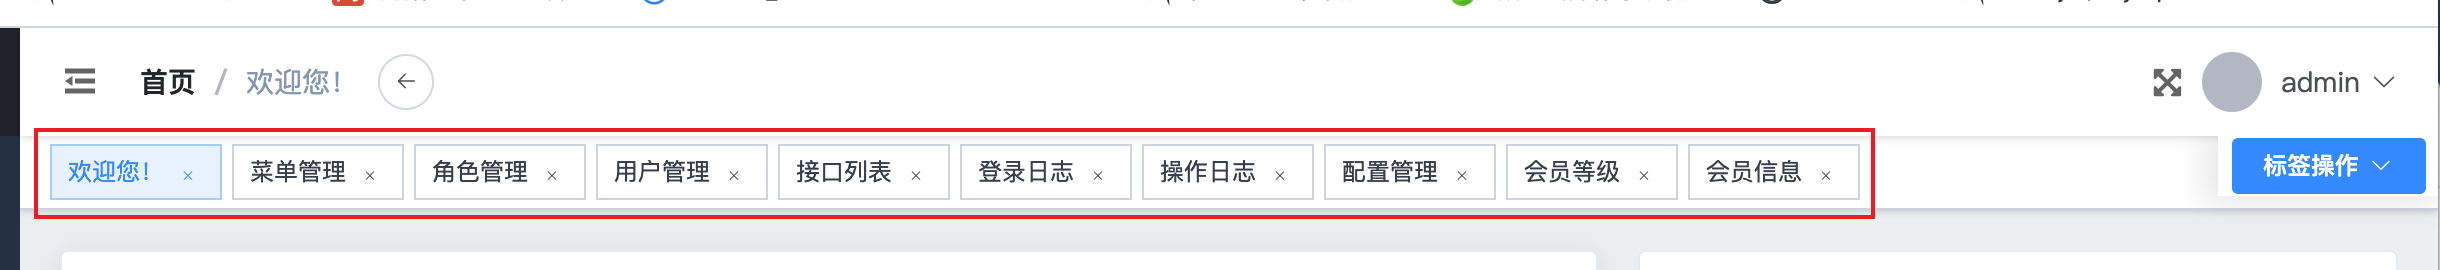 首页 / 欢迎您! admin
欢迎您! × 菜单管理 × 角色管理 × 用户管理 × 接口列表 × 登录日志 × 操作日志 × 配置管理 × 会员等级 × 会员信息 × 标签操作